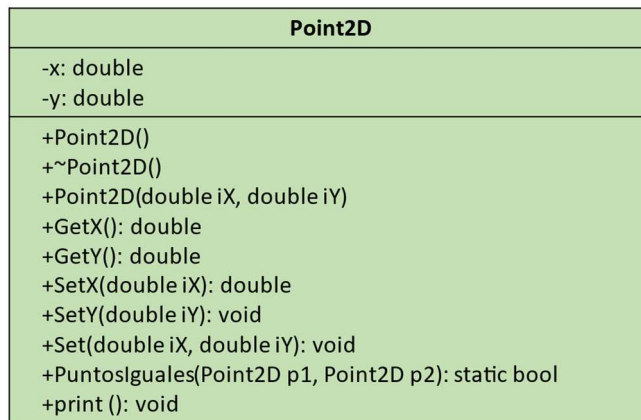 Point2D
-x: double
-y: double
+Point2D()
+~Point2D()
+Point2D(double iX, double iY)
+GetX(): double
+GetY(): double
+SetX(double iX): double
+SetY(double iY): void
+Set(double iX, double iY): void
+PuntosIguales(Point2D p1, Point2D p2): static bool
+print (): void